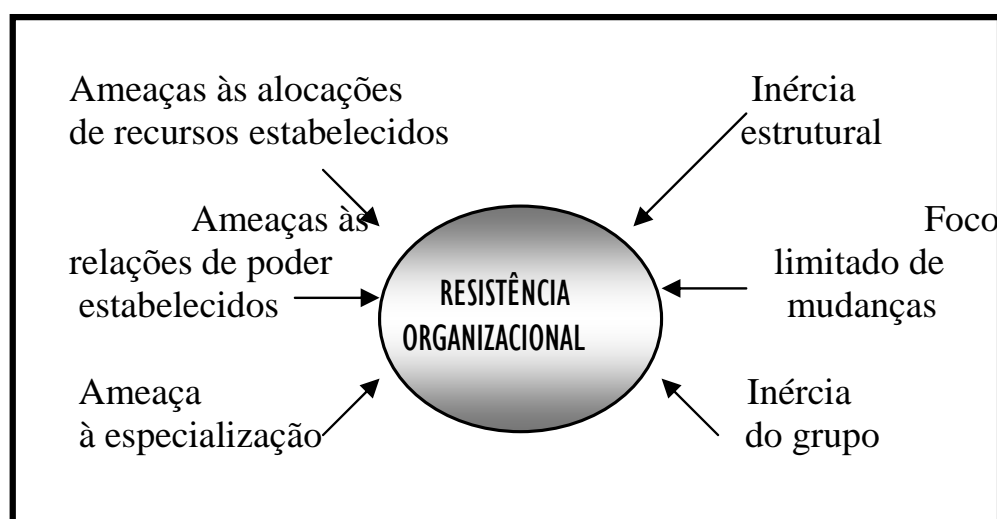 Ameaças às alocações
de recursos estabelecidos
Ameaças às
relações de poder
estabelecidos
Ameaça
à especialização
RESISTÊNCIA
ORGANIZACIONAL
Inércia
estrutural
Foco
limitado de
mudanças
Inércia
do grupo